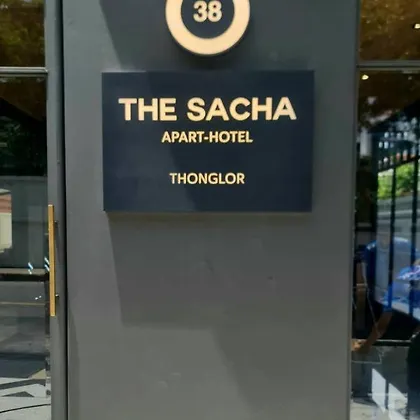 38
THE SACHA
APART-HOTEL
THONGLOR